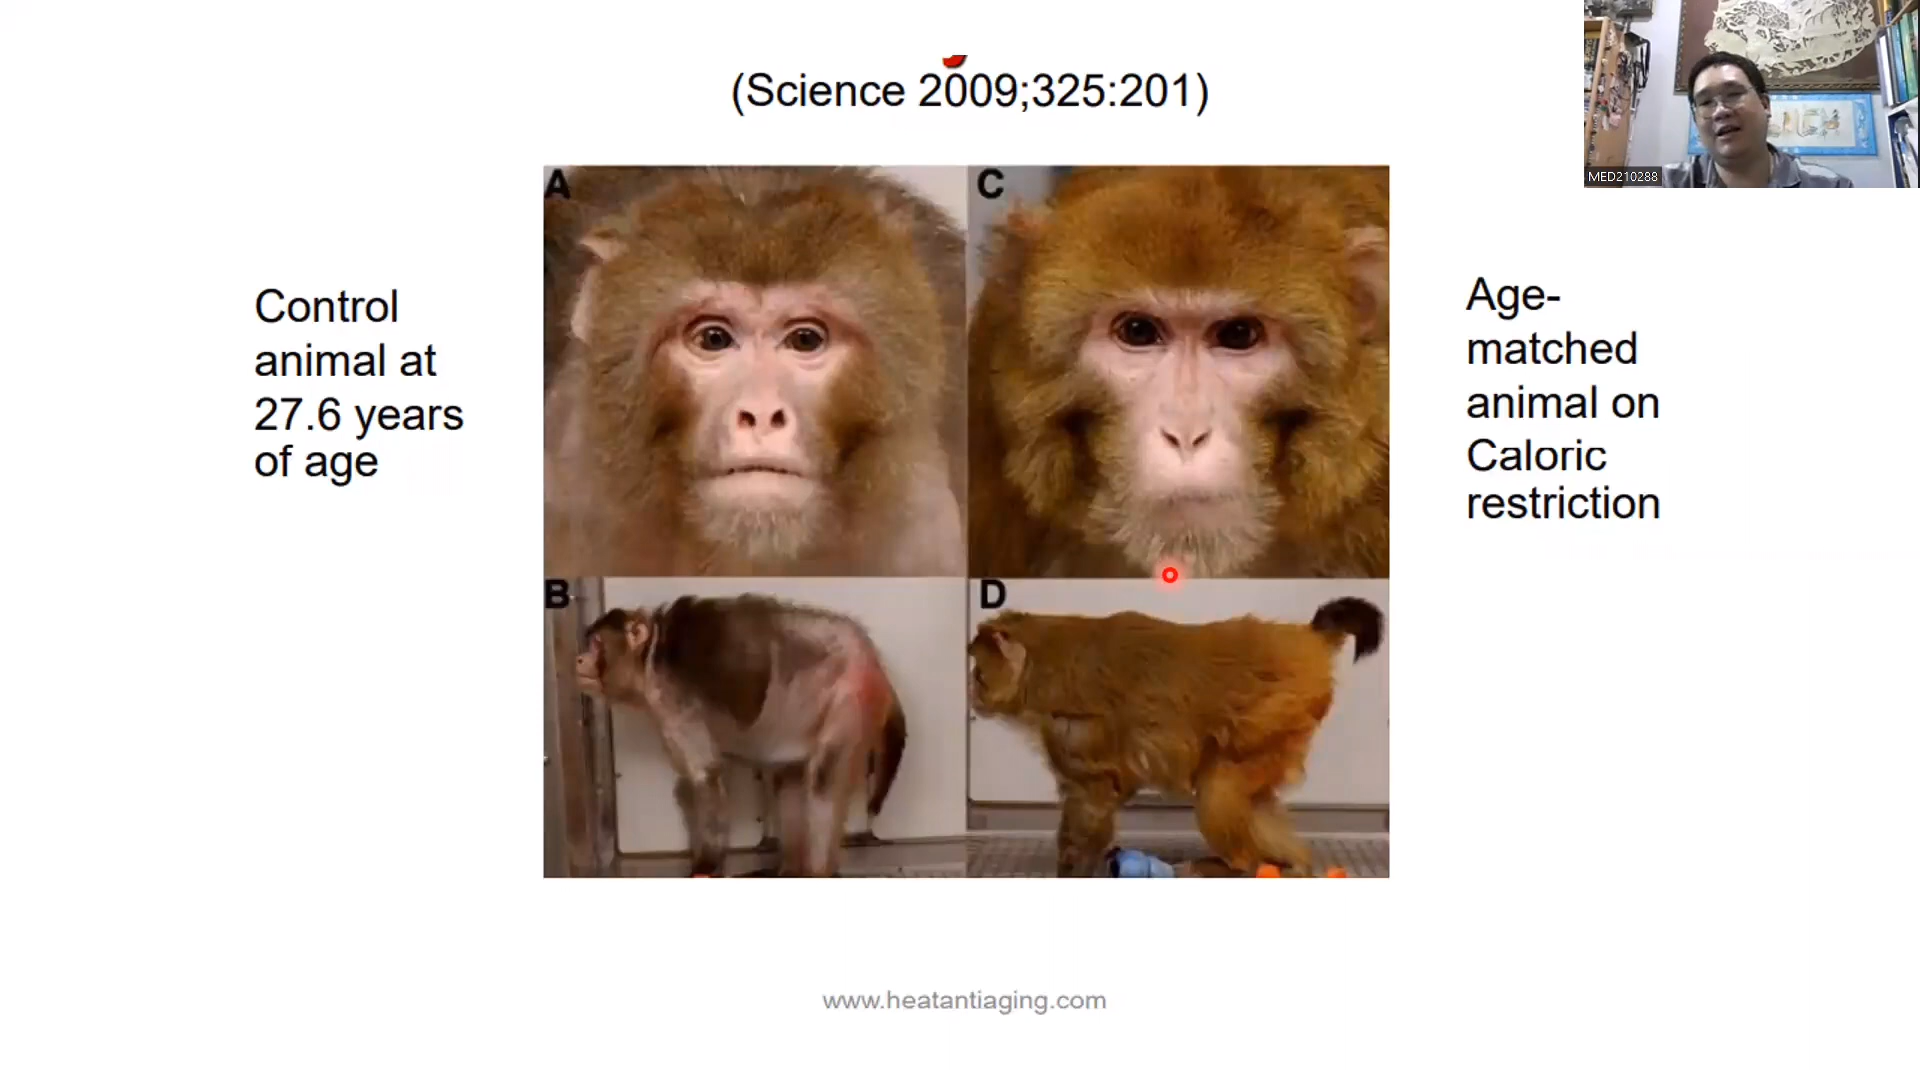 (Science 2009;325:201)
A
C
Control
animal at
27.6 years
of age
Age-
matched
animal on
Caloric
restriction
B
D
www.heatantiaging.com
MED210288